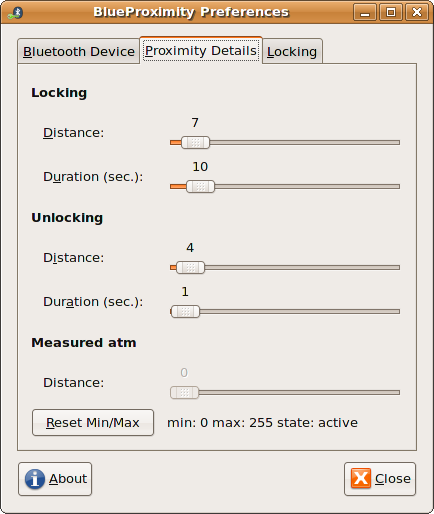 BlueProximity Preferences
Bluetooth Device Proximity Details Locking
Locking
7
Distance:
10
Duration (sec.):
Unlocking
4
Distance:
1
Duration (sec.):
Measured atm
0
Distance:
Reset Min/Max min: 0 max: 255 state: active
About Close